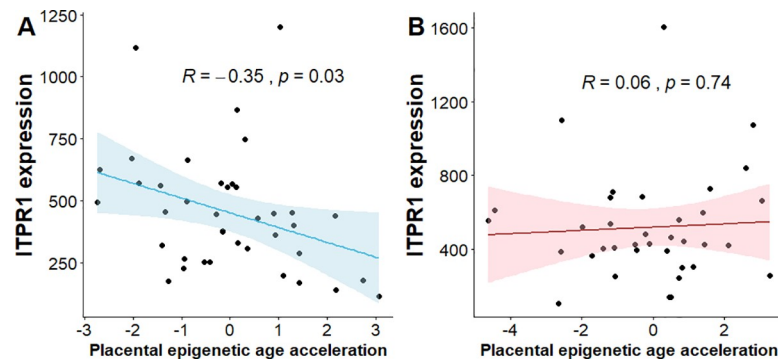 A
1250
1000
750
500
250
ITPR1 expression
R = −0.35 , p = 0.03
-3 -2 -1 0 1 2 3
Placental epigenetic age acceleration
B
1600
1200
800
400
ITPR1 expression
R = 0.06 , p = 0.74
-4 -2 0 2
Placental epigenetic age acceleration